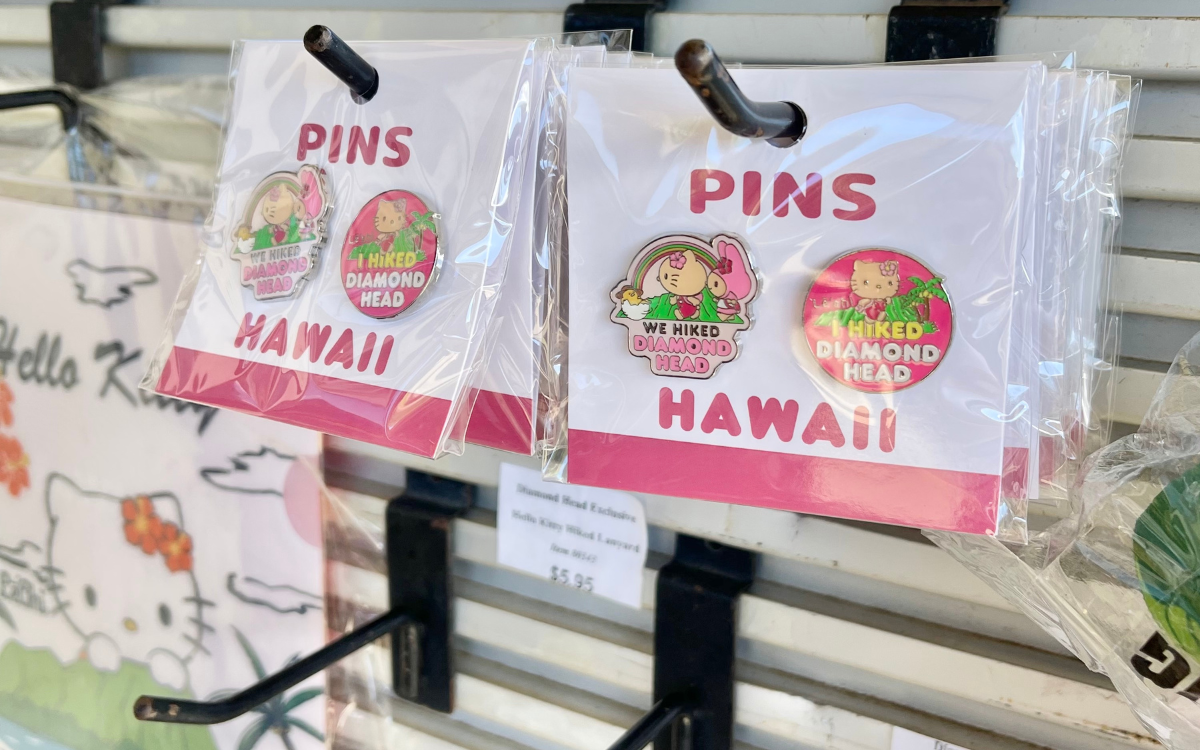 PINS
WE HIKED
DIAMOND
HEAD
I HIKED
DIAMOND
HEAD
HAWAII
PINS
WE HIKED
DIAMOND
HEAD
I HIKED
DIAMOND
HEAD
HAWAII
Hello
Diamond Head Exclusive
Hello Kitty Hiked Lanyard
$5.95